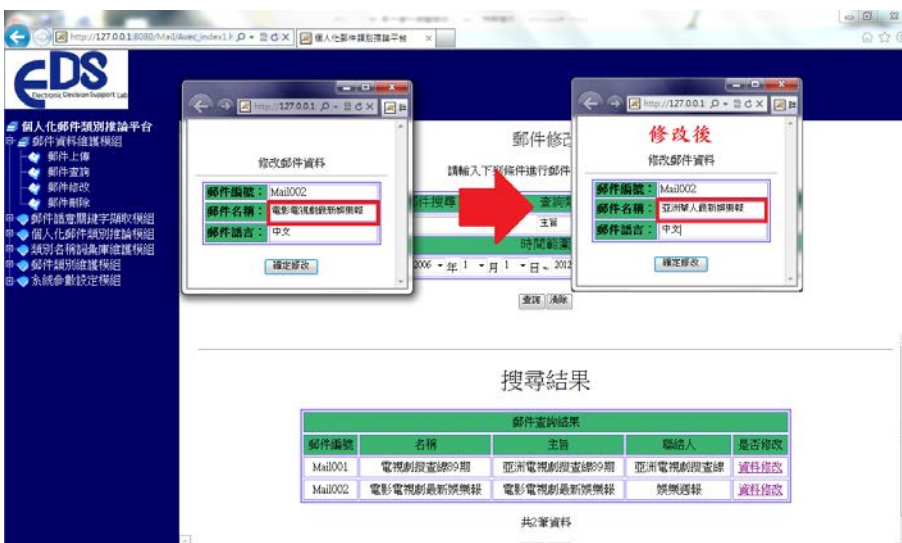 http://127.0.0.1:8080/Mail/Avec_index1.h
個人化郵件類別推論平台
EDS
Electronic Decision Support Lab
個人化郵件類別推論平台
郵件資料維護模組
郵件上傳
郵件查詢
郵件修改
郵件刪除
郵件語意關鍵字擷取模組
個人化郵件類別推論模組
類別名稱詞彙庫維護模組
郵件類別維護模組
系統參數設定模組
http://127.0.0.1
修改郵件資料
郵件編號： Mail002
郵件名稱： 電影電視劇最新娛樂報
郵件語言： 中文
確定修改
郵件修改
請輸入下列條件進行郵件
件搜尋
查詢
主旨
時間範圍
2006 年 1 月 1 日~ 2012
查詢 清除
http://127.0.0.1
修改後
修改郵件資料
郵件編號： Mail002
郵件名稱： 亞洲華人最新娛樂報
郵件語言： 中文
確定修改
搜尋結果
郵件查詢結果
郵件編號 名稱 主旨 聯絡人 是否修改
Mail001 電視劇搜查線89期 亞洲電視劇搜查線89期 亞洲電視劇搜查線 資料修改
Mail002 電影電視劇最新娛樂報 電影電視劇最新娛樂報 娛樂週報 資料修改
共2筆資料